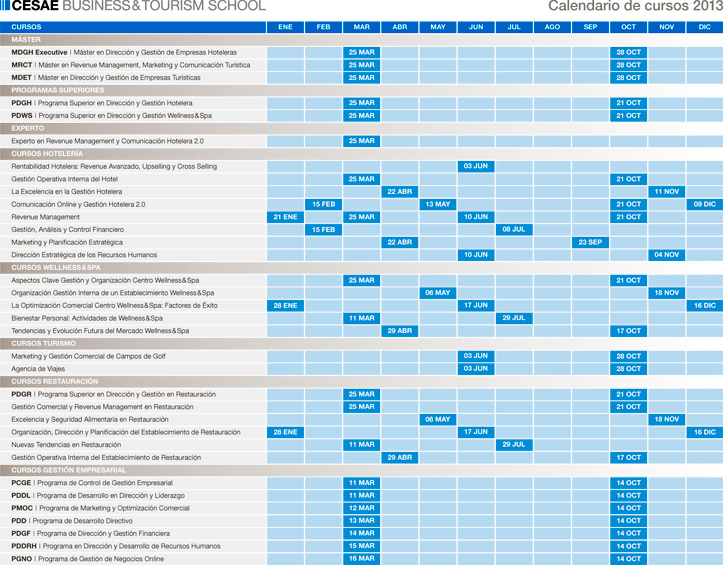 CESAE BUSINESS&TOURISM SCHOOL Calendario de cursos 2013
CURSOS ENE FEB MAR ABR MAY JUN JUL AGO SEP OCT NOV DIC
MÁSTER
MDGH Executive | Máster en Dirección y Gestión de Empresas Hoteleras 25 MAR 28 OCT
MRCT | Máster en Revenue Management, Marketing y Comunicación Turística 25 MAR 28 OCT
MDET | Máster en Dirección y Gestión de Empresas Turísticas 25 MAR 28 OCT
PROGRAMAS SUPERIORES
PDGH | Programa Superior en Dirección y Gestión Hotelera 25 MAR 21 OCT
PDWS | Programa Superior en Dirección y Gestión Wellness&Spa 25 MAR 21 OCT
EXPERTO
Experto en Revenue Management y Comunicación Hotelera 2.0 25 MAR
CURSOS HOTELERÍA
Rentabilidad Hotelera: Revenue Avanzado, Upselling y Cross Selling 03 JUN
Gestión Operativa Interna del Hotel 25 MAR 21 OCT
La Excelencia en la Gestión Hotelera 22 ABR 11 NOV
Comunicación Online y Gestión Hotelera 2.0 15 FEB 13 MAY 21 OCT 09 DIC
Revenue Management 21 ENE 25 MAR 10 JUN 21 OCT
Gestión, Análisis y Control Financiero 15 FEB 08 JUL
Marketing y Planificación Estratégica 22 ABR 23 SEP
Dirección Estratégica de los Recursos Humanos 10 JUN 04 NOV
CURSOS WELLNESS&SPA
Aspectos Clave Gestión y Organización Centro Wellness&Spa 25 MAR 21 OCT
Organización Gestión Interna de un Establecimiento Wellness&Spa 06 MAY 18 NOV
La Optimización Comercial Centro Wellness&Spa: Factores de Éxito 28 ENE 17 JUN 16 DIC
Bienestar Personal: Actividades de Wellness&Spa 11 MAR 29 JUL
Tendencias y Evolución Futura del Mercado Wellness&Spa 29 ABR 17 OCT
CURSOS TURISMO
Marketing y Gestión Comercial de Campos de Golf 03 JUN 28 OCT
Agencia de Viajes 03 JUN 28 OCT
CURSOS RESTAURACIÓN
PDGR | Programa Superior en Dirección y Gestión en Restauración 25 MAR 21 OCT
Gestión Comercial y Revenue Management en Restauración 25 MAR 21 OCT
Excelencia y Seguridad Alimentaria en Restauración 06 MAY 18 NOV
Organización, Dirección y Planificación del Establecimiento de Restauración 28 ENE 17 JUN 16 DIC
Nuevas Tendencias en Restauración 11 MAR 29 JUL
Gestión Operativa Interna del Establecimiento de Restauración 29 ABR 17 OCT
CURSOS GESTIÓN EMPRESARIAL
PCGE | Programa de Control de Gestión Empresarial 11 MAR 14 OCT
PDDL | Programa de Desarrollo en Dirección y Liderazgo 11 MAR 14 OCT
PMOC | Programa de Marketing y Optimización Comercial 12 MAR 14 OCT
PDD | Programa de Desarrollo Directivo 13 MAR 14 OCT
PDGF | Programa de Dirección y Gestión Financiera 14 MAR 14 OCT
PDDRH | Programa en Dirección y Desarrollo de Recursos Humanos 15 MAR 14 OCT
PGNO | Programa de Gestión de Negocios Online 16 MAR 14 OCT